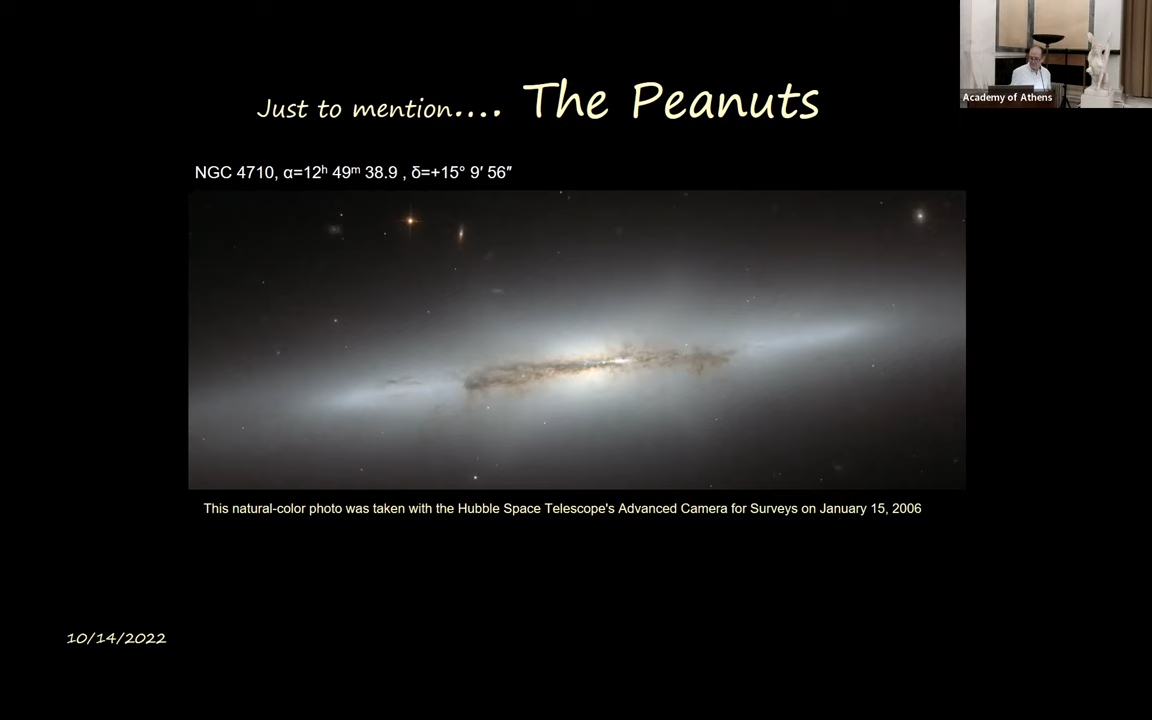 Academy of Athens
Just to mention.... The Peanuts
NGC 4710, α=12ʰ 49ᵐ 38.9 , δ=+15° 9′ 56″
This natural-color photo was taken with the Hubble Space Telescope's Advanced Camera for Surveys on January 15, 2006
10/14/2022